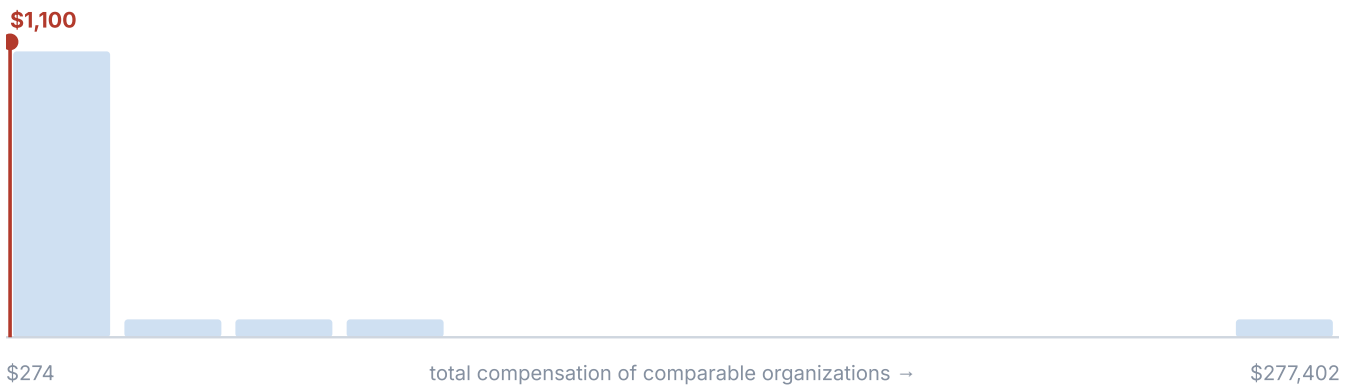 $1,100
$274 total compensation of comparable organizations → $277,402